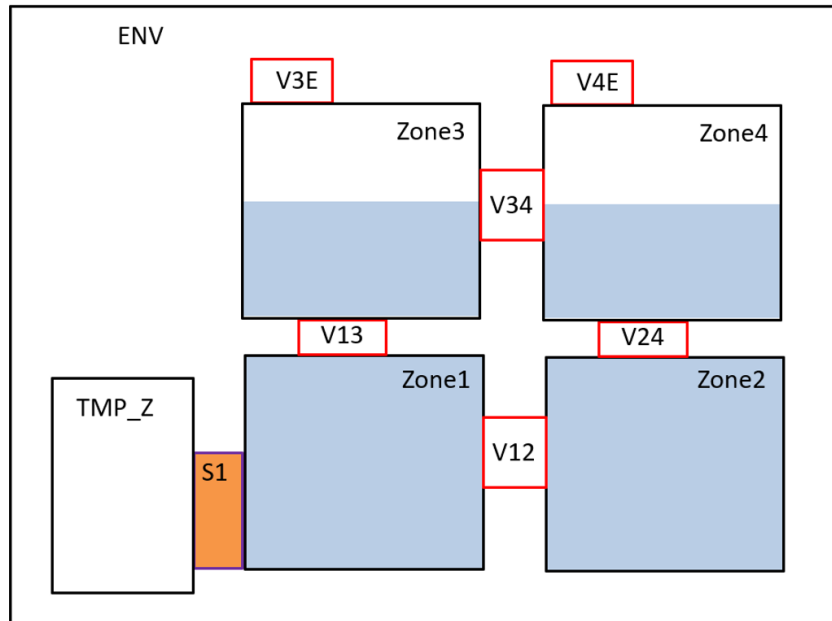 ENV
V3E
V4E
Zone3
Zone4
V34
V13
V24
Zone1
Zone2
TMP_Z
V12
S1